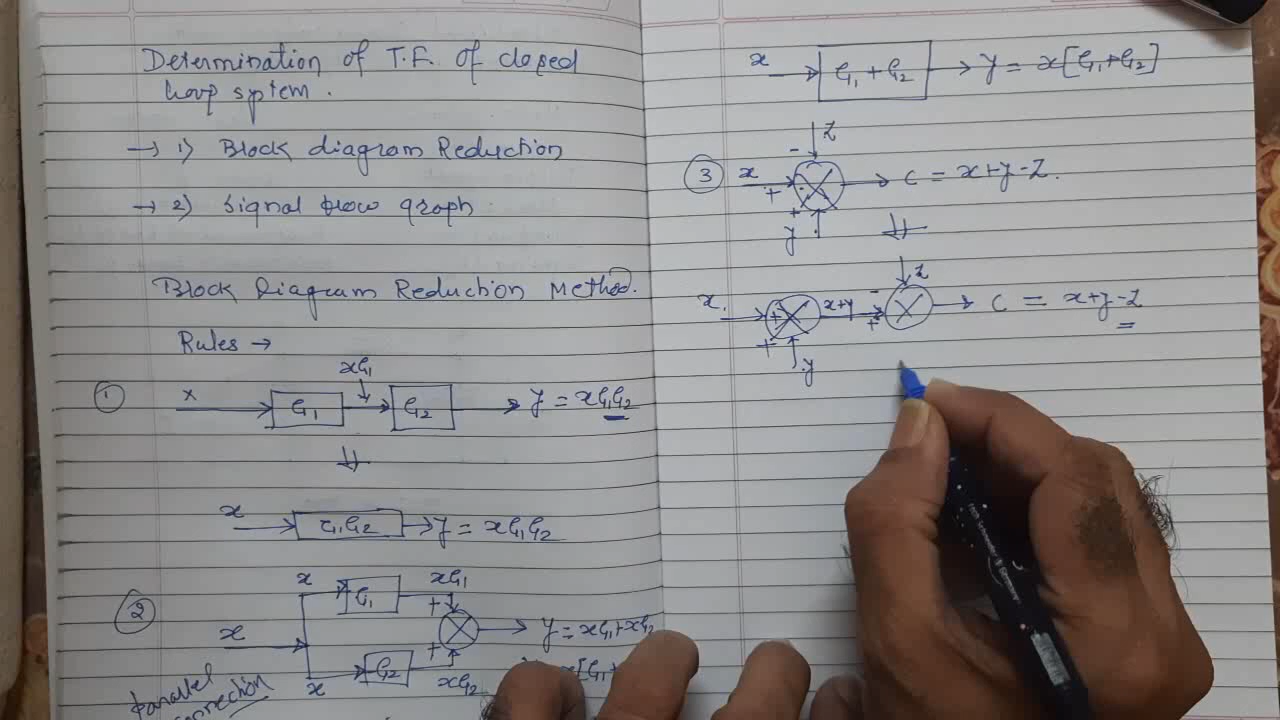 Determination of T.F. of closed
loop system.
→ 1) Block diagram Reduction
→ 2) Signal flow graph
Block Diagram Reduction Method.
Rules →
① x G1 xG1 G2 y = xG1G2
⇓
x G1G2 y = xG1G2
② x x G1 xG1 +
y = xG1+xG2
x G2 xG2 +
x[G1+
parallel
connection
x G1 + G2 → y = x[G1+G2]
③ x + - z + y → c = x+y-z.
⇓
x + + y x+y + - z → c = x+y-z